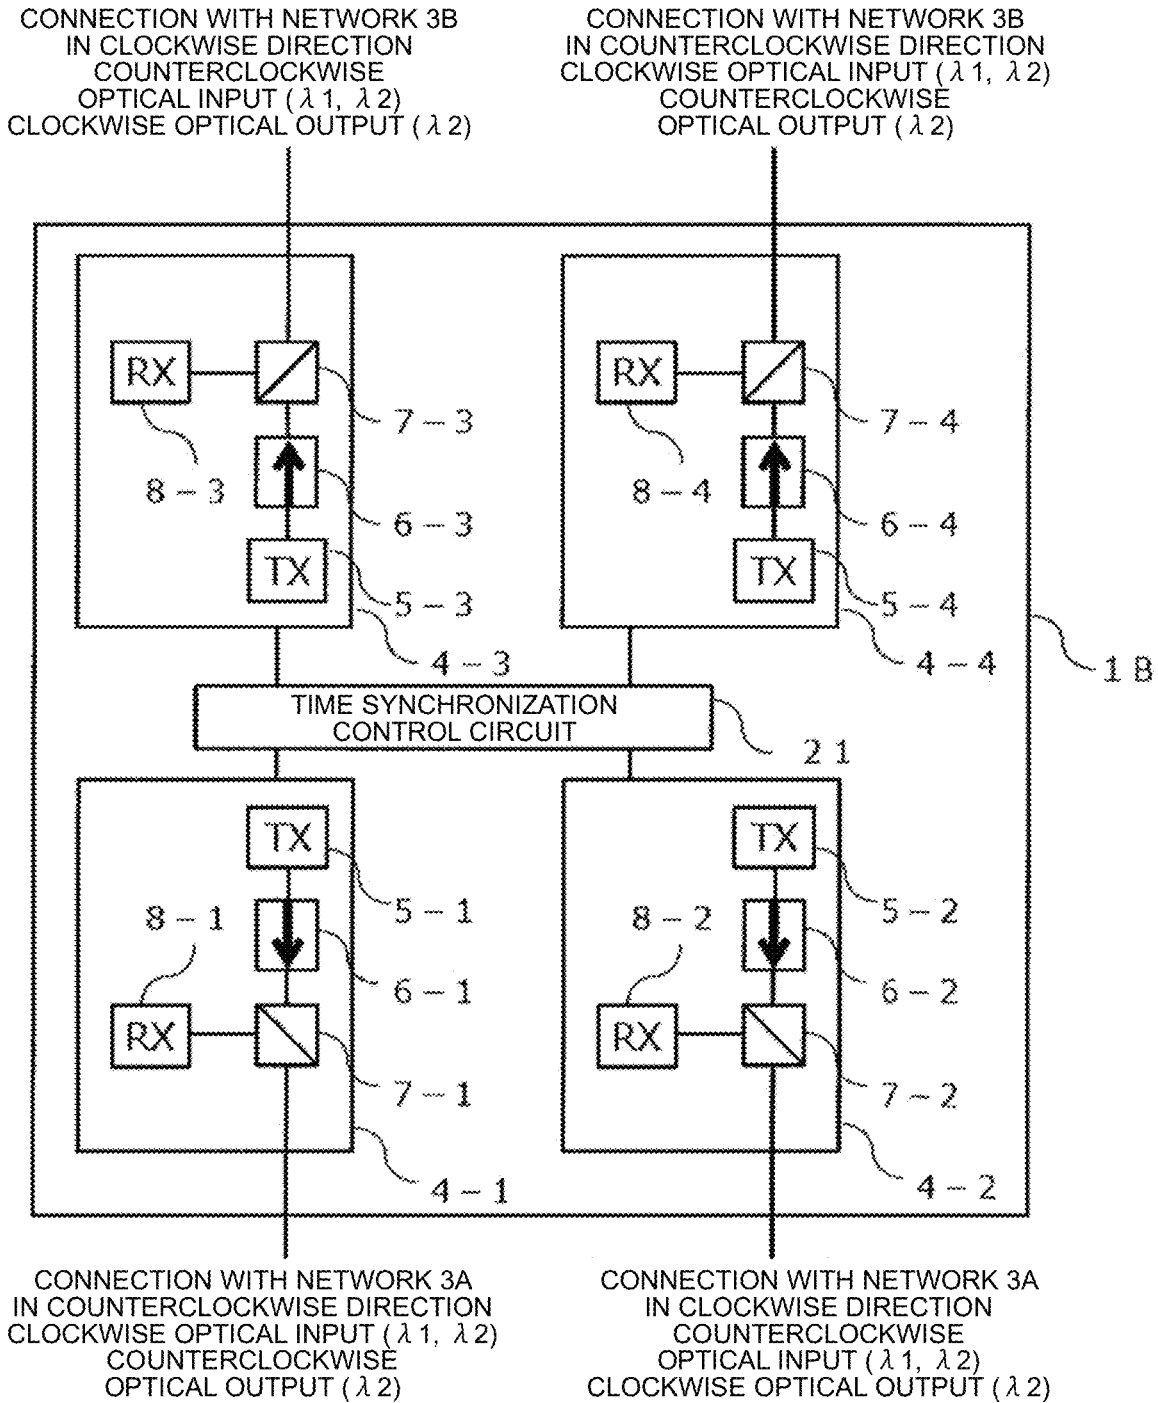 CONNECTION WITH NETWORK 3B
IN CLOCKWISE DIRECTION
COUNTERCLOCKWISE
OPTICAL INPUT (λ1, λ2)
CLOCKWISE OPTICAL OUTPUT (λ2)
CONNECTION WITH NETWORK 3B
IN COUNTERCLOCKWISE DIRECTION
CLOCKWISE OPTICAL INPUT (λ1, λ2)
COUNTERCLOCKWISE
OPTICAL OUTPUT (λ2)
RX
7-3
8-3
6-3
TX
5-3
4-3
RX
7-4
8-4
6-4
TX
5-4
4-4
1B
TIME SYNCHRONIZATION
CONTROL CIRCUIT
21
TX
5-1
8-1
6-1
RX
7-1
4-1
TX
5-2
8-2
6-2
RX
7-2
4-2
CONNECTION WITH NETWORK 3A
IN COUNTERCLOCKWISE DIRECTION
CLOCKWISE OPTICAL INPUT (λ1, λ2)
COUNTERCLOCKWISE
OPTICAL OUTPUT (λ2)
CONNECTION WITH NETWORK 3A
IN CLOCKWISE DIRECTION
COUNTERCLOCKWISE
OPTICAL INPUT (λ1, λ2)
CLOCKWISE OPTICAL OUTPUT (λ2)